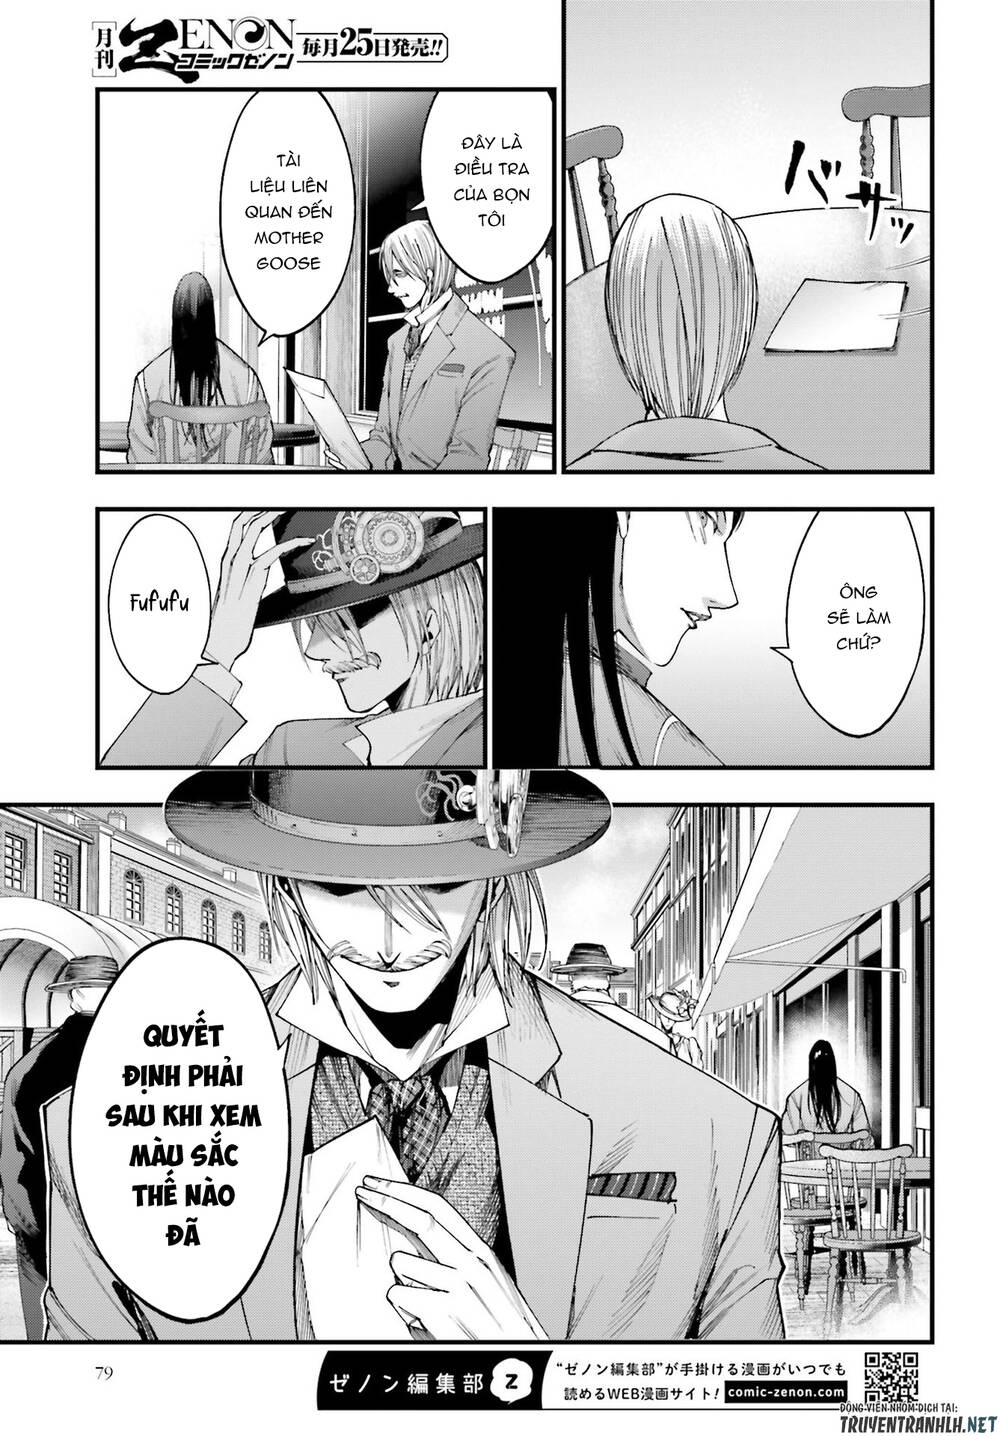 月刊
ZENON
コミックゼノン
毎月25日発売!!
バサッ
ĐÂY LÀ
ĐIỀU TRA
CỦA BỌN
TÔI
TÀI
LIỆU LIÊN
QUAN ĐẾN
MOTHER
GOOSE
ÔNG
SẼ LÀM
CHỨ?
FUFUFU
QUYẾT
ĐỊNH PHẢI
SAU KHI XEM
MÀU SẮC
THẾ NÀO
ĐÃ
79
ゼノン編集部
Z
“ゼノン編集部”が手掛ける漫画がいつでも
読めるWEB漫画サイト!
comic-zenon.com
ĐỘNG VIÊN NHÓM DỊCH TẠI:
TRUYENTRANHLH.NET